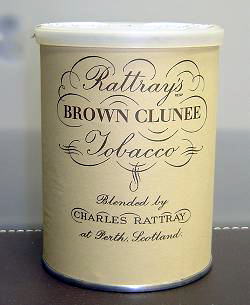 Rattray's
BROWN CLUNEE
Tobacco
Blended by
CHARLES RATTRAY
at Perth, Scotland.